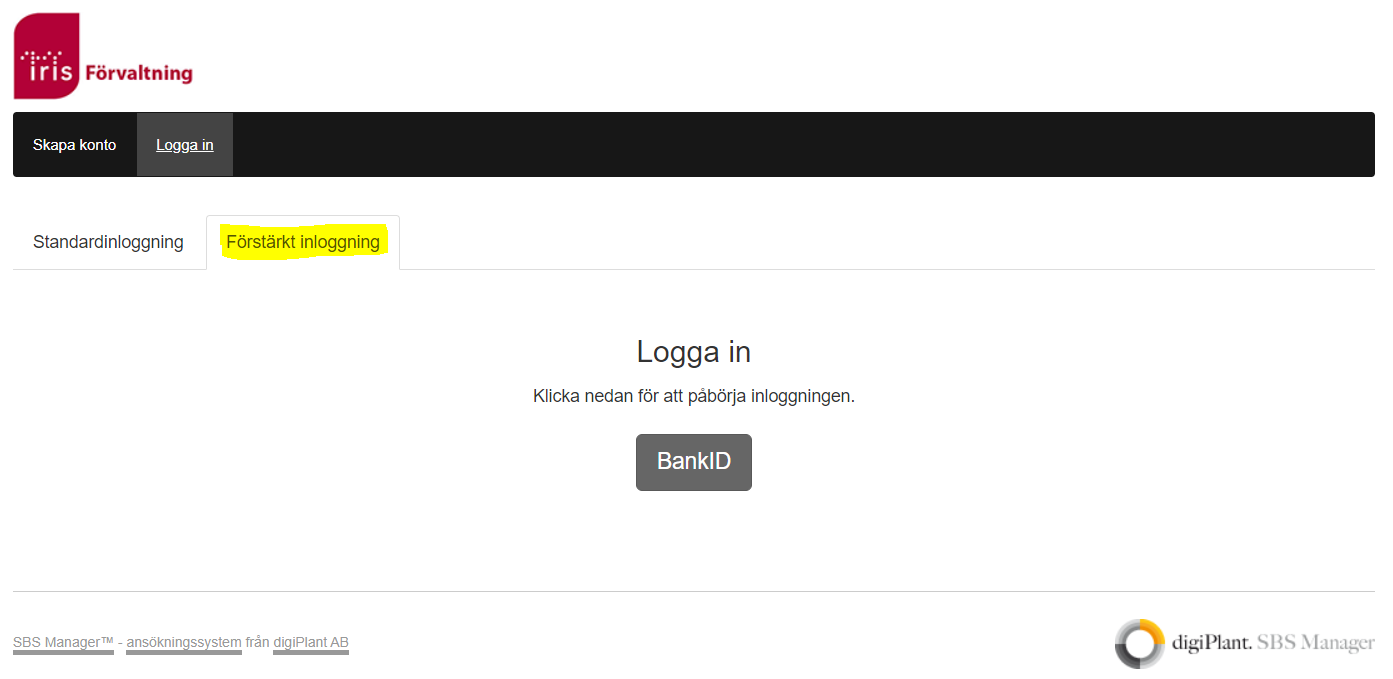 iris Förvaltning
Skapa konto Logga in
Standardinloggning Förstärkt inloggning
Logga in
Klicka nedan för att påbörja inloggningen.
BankID
SBS Manager™ - ansökningssystem från digiPlant AB
digiPlant. SBS Manager